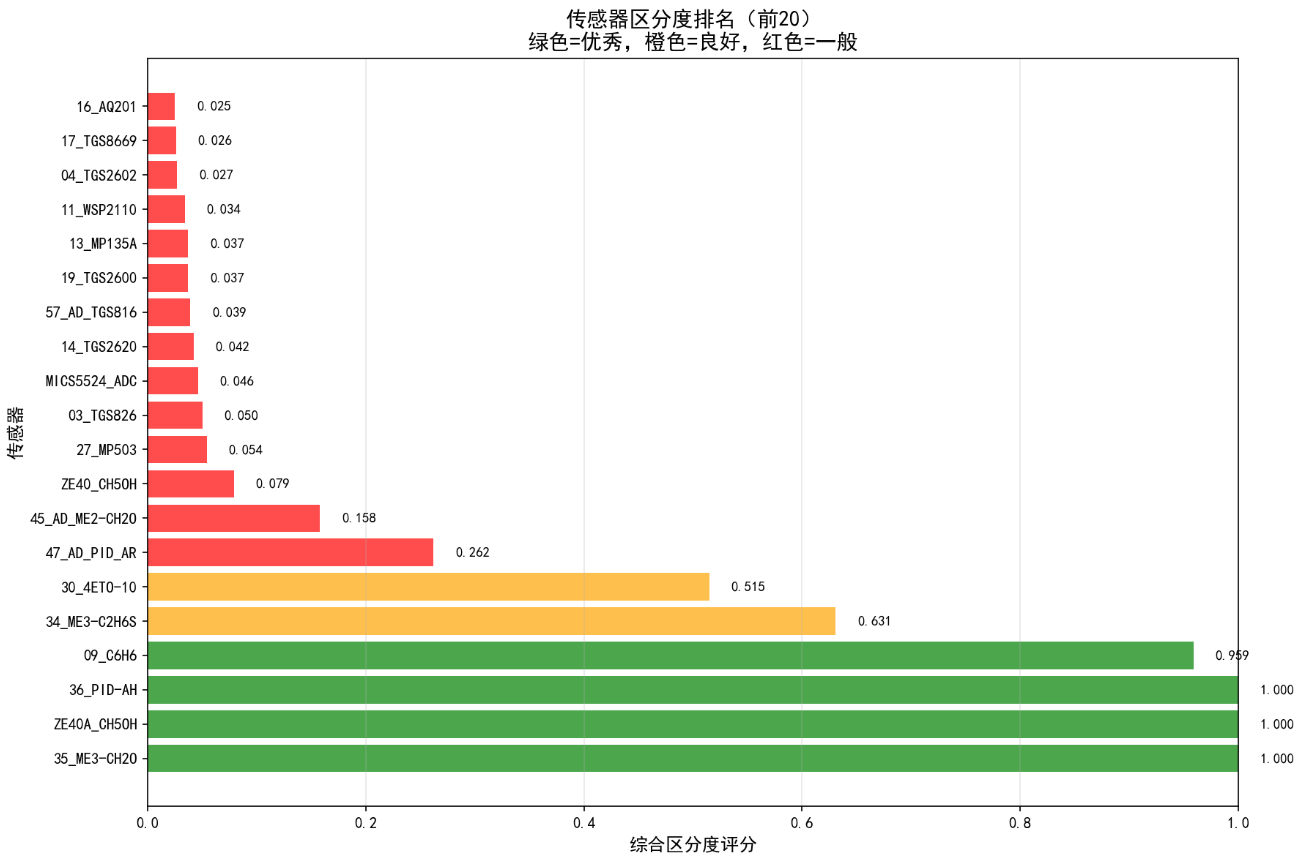 传感器区分度排名（前20）
绿色=优秀，橙色=良好，红色=一般
16_AQ201 0.025
17_TGS8669 0.026
04_TGS2602 0.027
11_WSP2110 0.034
13_MP135A 0.037
19_TGS2600 0.037
57_AD_TGS816 0.039
14_TGS2620 0.042
MICS5524_ADC 0.046
03_TGS826 0.050
27_MP503 0.054
ZE40_CH5OH 0.079
45_AD_ME2-CH2O 0.158
47_AD_PID_AR 0.262
30_4ETO-10 0.515
34_ME3-C2H6S 0.631
09_C6H6 0.959
36_PID-AH 1.000
ZE40A_CH5OH 1.000
35_ME3-CH2O 1.000
传感器
0.0 0.2 0.4 0.6 0.8 1.0
综合区分度评分